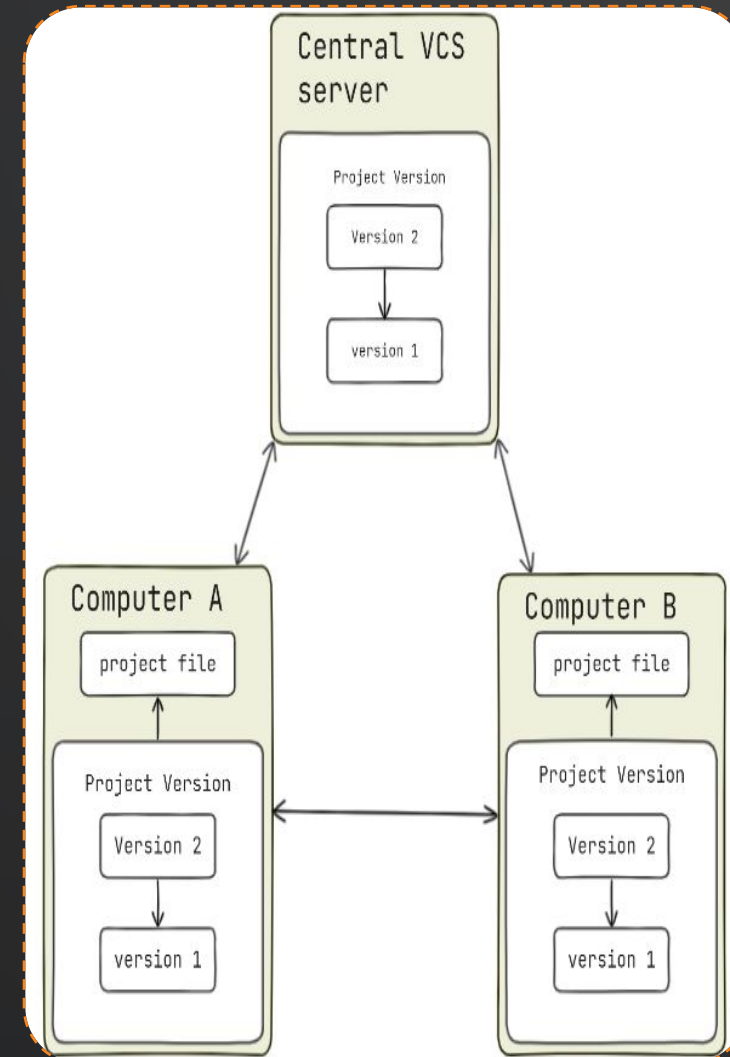 Central VCS
server
Project Version
Version 2
version 1
Computer A
project file
Project Version
Version 2
version 1
Computer B
project file
Project Version
Version 2
version 1